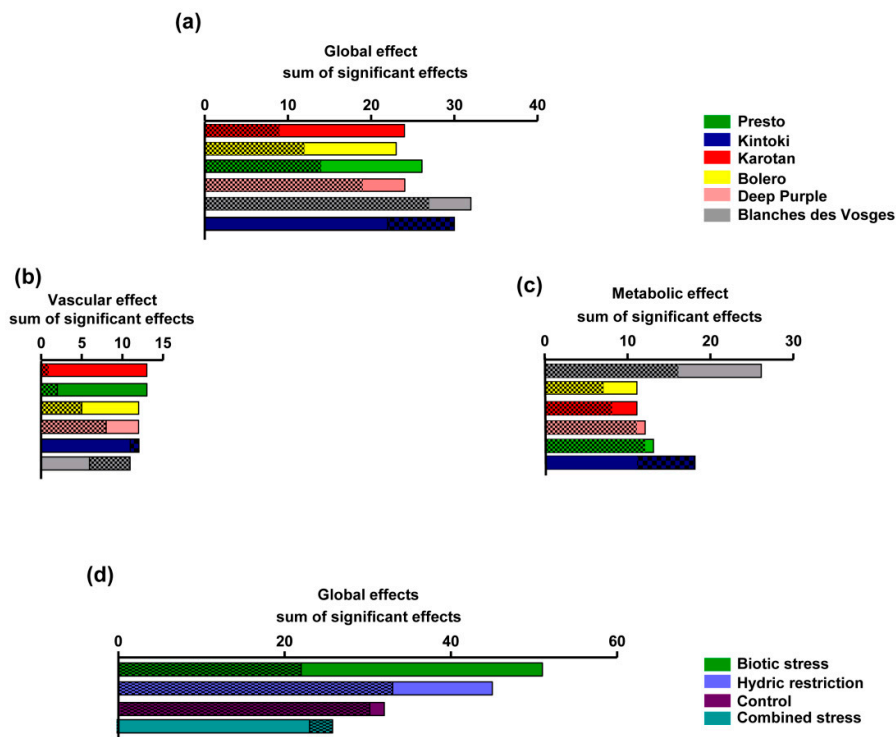 (a)
Global effect
sum of significant effects
0 10 20 30 40
Presto
Kintoki
Karotan
Bolero
Deep Purple
Blanches des Vosges
(b)
Vascular effect
sum of significant effects
0 5 10 15
(c)
Metabolic effect
sum of significant effects
0 10 20 30
(d)
Global effects
sum of significant effects
0 20 40 60
Biotic stress
Hydric restriction
Control
Combined stress